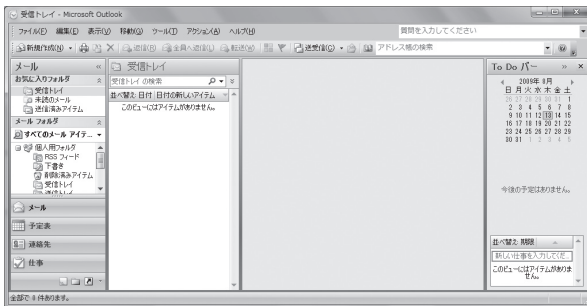 受信トレイ - Microsoft Outlook
ファイル(F) 編集(E) 表示(V) 移動(G) ツール(T) アクション(A) ヘルプ(H) 質問を入力してください
新規作成(N) 返信(R) 全員へ返信(L) 転送(W) 送受信(C) アドレス帳の検索
メール
お気に入りフォルダ
受信トレイ
未読のメール
送信済みアイテム
メール フォルダ
すべてのメール アイテ...
個人用フォルダ
RSS フィード
下書き
削除済みアイテム
受信トレイ
送信トレイ
メール
予定表
連絡先
仕事
受信トレイ
受信トレイ の検索
並べ替え: 日付 日付の新しいアイテム
このビューにはアイテムがありません。
To Do バー
2009年 8月
日 月 火 水 木 金 土
26 27 28 29 30 31 1
2 3 4 5 6 7 8
9 10 11 12 13 14 15
16 17 18 19 20 21 22
23 24 25 26 27 28 29
30 31 1 2 3 4 5
今後の予定はありません。
並べ替え: 期限
新しい仕事を入力してくだ...
このビューにはアイテムがありません。
全部で 0 件あります。